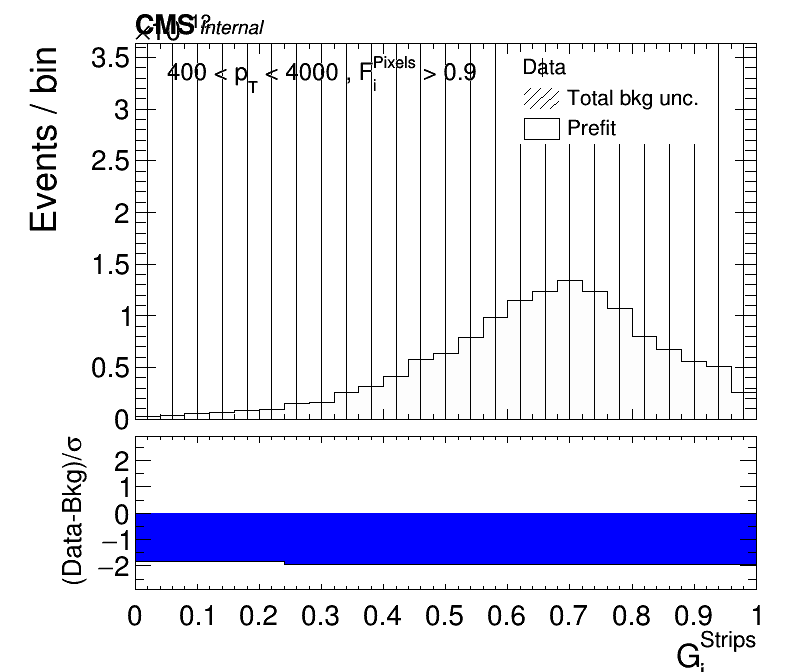 CMS Internal
×10¹²
400 < p_T < 4000 , F_i^Pixels > 0.9
Data
Total bkg unc.
Prefit
Events / bin
3.5
3
2.5
2
1.5
1
0.5
0
(Data-Bkg)/σ
2
1
0
−1
−2
0 0.1 0.2 0.3 0.4 0.5 0.6 0.7 0.8 0.9 1
G_i^Strips